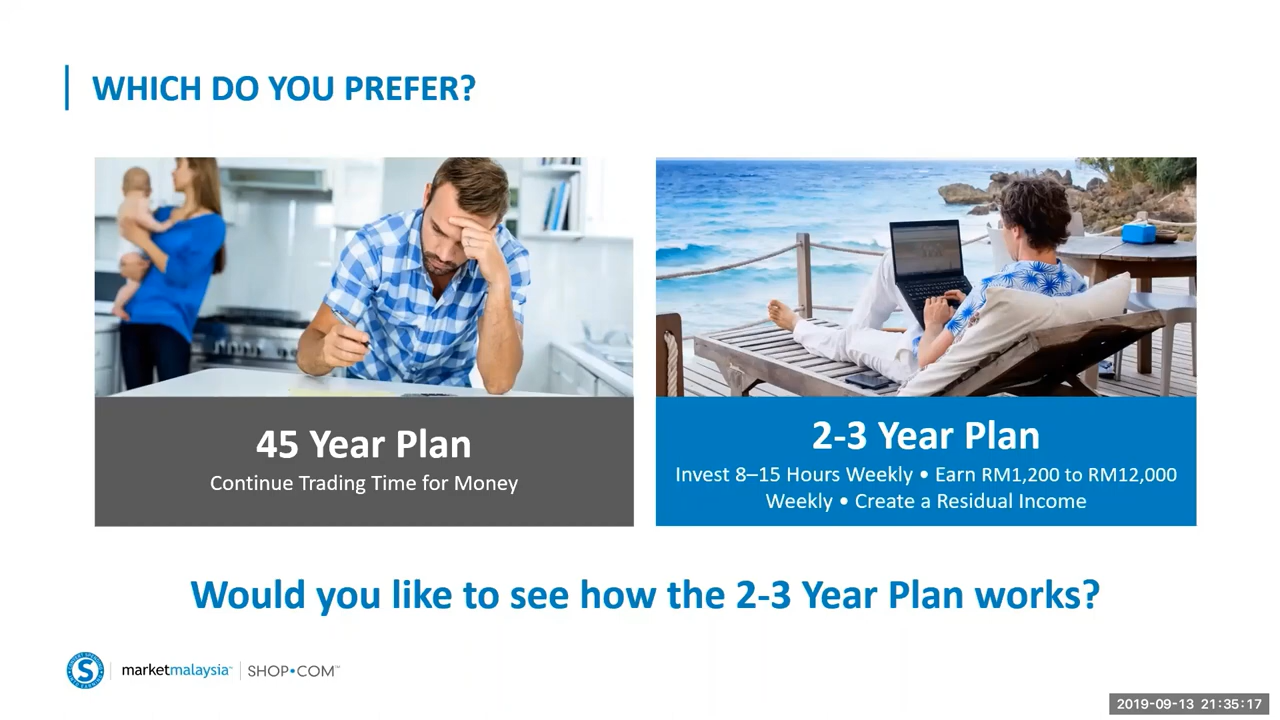 WHICH DO YOU PREFER?
45 Year Plan
Continue Trading Time for Money
2-3 Year Plan
Invest 8–15 Hours Weekly • Earn RM1,200 to RM12,000
Weekly • Create a Residual Income
Would you like to see how the 2-3 Year Plan works?
S
marketmalaysia™ SHOP•COM™
2019-09-13 21:35:17